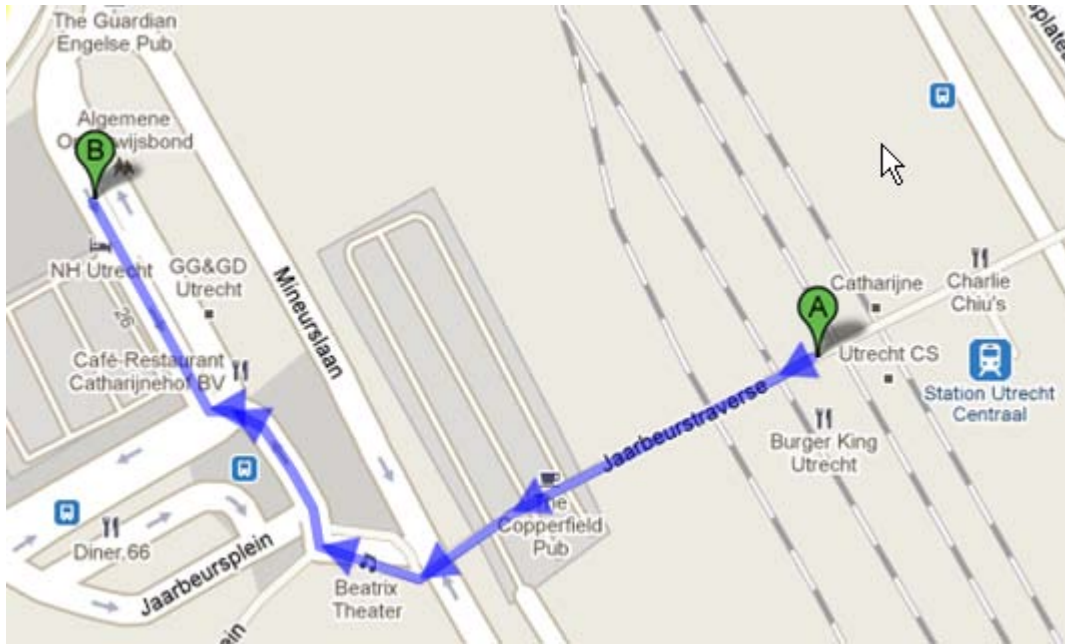 The Guardian
Engelse Pub
Algemene
B
NH Utrecht
GG&GD
Utrecht
26
Mineurslaan
Café-Restaurant
Catharijnehof BV
Diner 66
Jaarbeursplein
Beatrix
Theater
The
Copperfield
Pub
Jaarbeurstraverse
A
Catharijne
Utrecht CS
Burger King
Utrecht
Charlie
Chiu's
Station Utrecht
Centraal